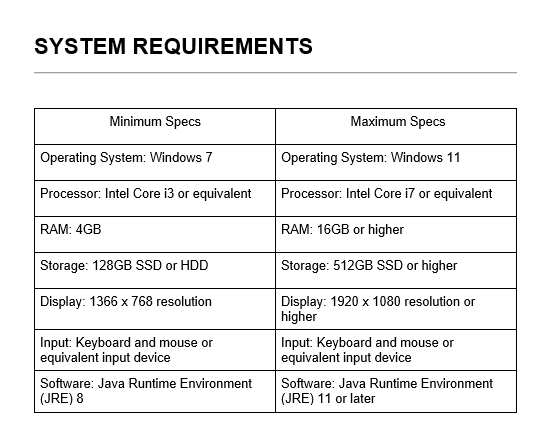 SYSTEM REQUIREMENTS
Minimum Specs
Maximum Specs
Operating System: Windows 7
Operating System: Windows 11
Processor: Intel Core i3 or equivalent
Processor: Intel Core i7 or equivalent
RAM: 4GB
RAM: 16GB or higher
Storage: 128GB SSD or HDD
Storage: 512GB SSD or higher
Display: 1366 x 768 resolution
Display: 1920 x 1080 resolution or
higher
Input: Keyboard and mouse or
equivalent input device
Input: Keyboard and mouse or
equivalent input device
Software: Java Runtime Environment
(JRE) 8
Software: Java Runtime Environment
(JRE) 11 or later